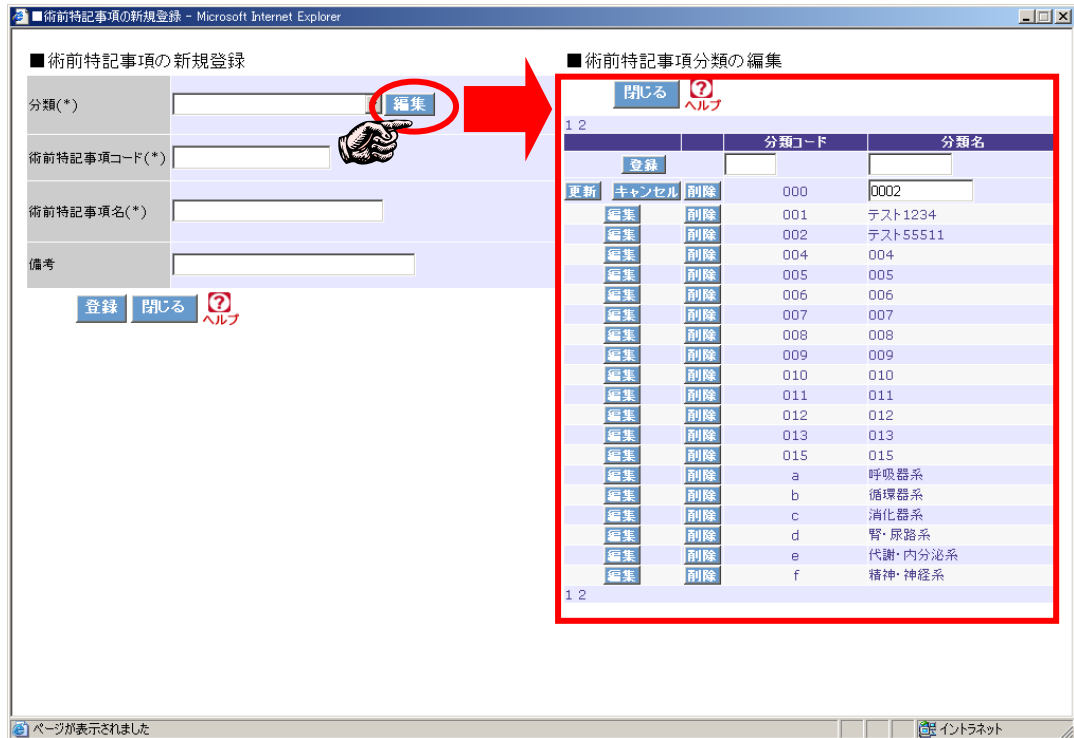 ■術前特記事項の新規登録 - Microsoft Internet Explorer
■術前特記事項の新規登録
分類(*)
編集
術前特記事項コード(*)
術前特記事項名(*)
備考
登録 閉じる ?
ヘルプ
■術前特記事項分類の編集
閉じる ?
ヘルプ
1 2
分類コード 分類名
登録
更新 キャンセル 削除 000 0002
編集 削除 001 テスト1234
編集 削除 002 テスト55511
編集 削除 004 004
編集 削除 005 005
編集 削除 006 006
編集 削除 007 007
編集 削除 008 008
編集 削除 009 009
編集 削除 010 010
編集 削除 011 011
編集 削除 012 012
編集 削除 013 013
編集 削除 015 015
編集 削除 a 呼吸器系
編集 削除 b 循環器系
編集 削除 c 消化器系
編集 削除 d 腎・尿路系
編集 削除 e 代謝・内分泌系
編集 削除 f 精神・神経系
1 2
ページが表示されました イントラネット